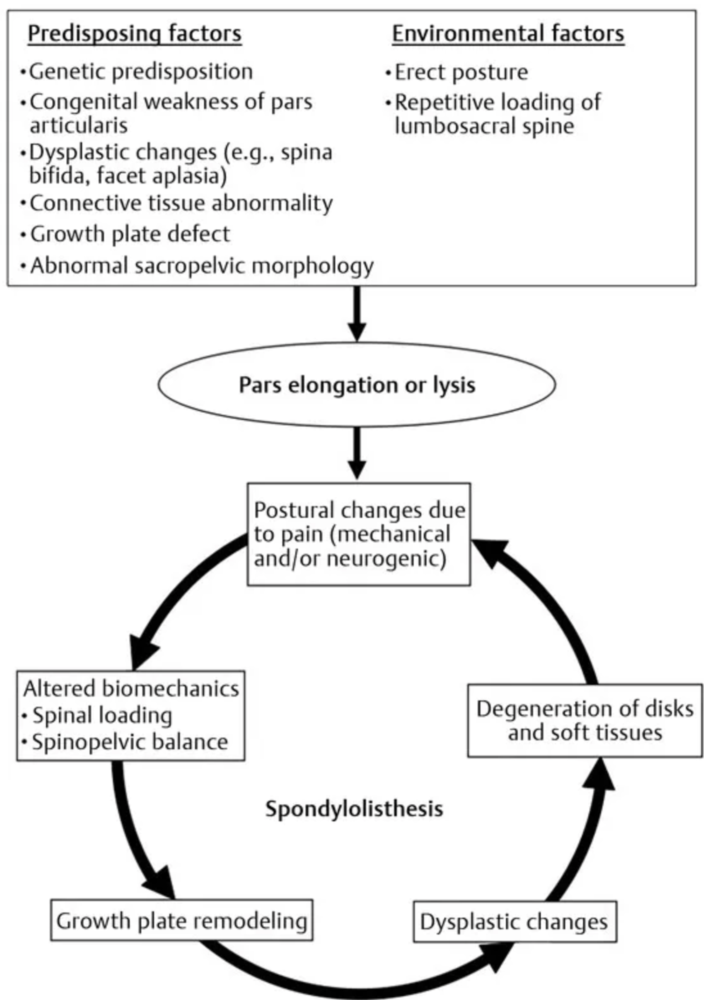 Predisposing factors
• Genetic predisposition
• Congenital weakness of pars
articularis
• Dysplastic changes (e.g., spina
bifida, facet aplasia)
• Connective tissue abnormality
• Growth plate defect
• Abnormal sacropelvic morphology
Environmental factors
• Erect posture
• Repetitive loading of
lumbosacral spine
Pars elongation or lysis
Postural changes due
to pain (mechanical
and/or neurogenic)
Altered biomechanics
• Spinal loading
• Spinopelvic balance
Degeneration of disks
and soft tissues
Spondylolisthesis
Growth plate remodeling
Dysplastic changes